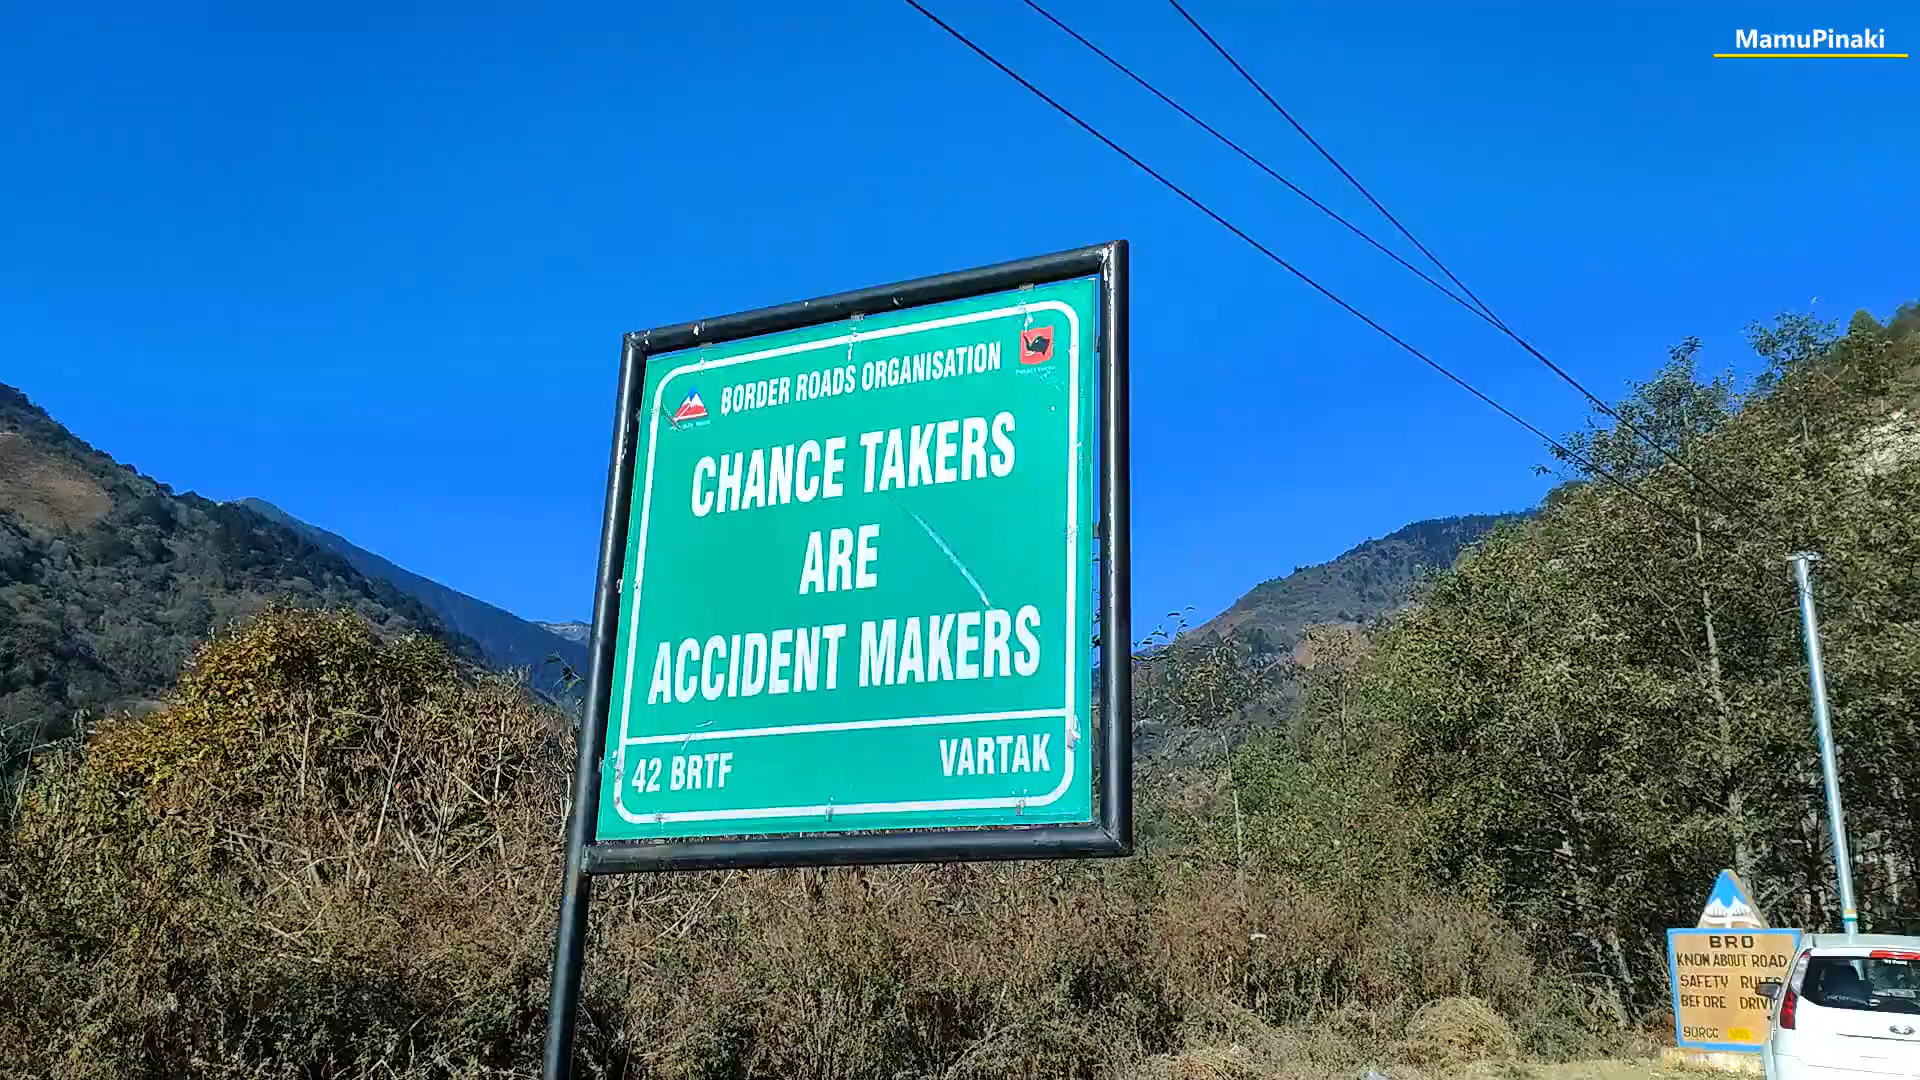 MamuPinaki
BORDER ROADS ORGANISATION
CHANCE TAKERS
ARE
ACCIDENT MAKERS
42 BRTF
VARTAK
BRO
KNOW ABOUT ROAD
SAFETY
BEFORE